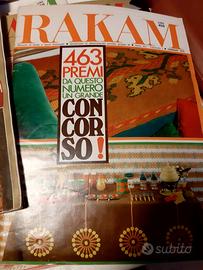 RAKAM
463
PREMI
DA QUESTO
NUMERO
UN GRANDE
CON
COR
SO!
subito